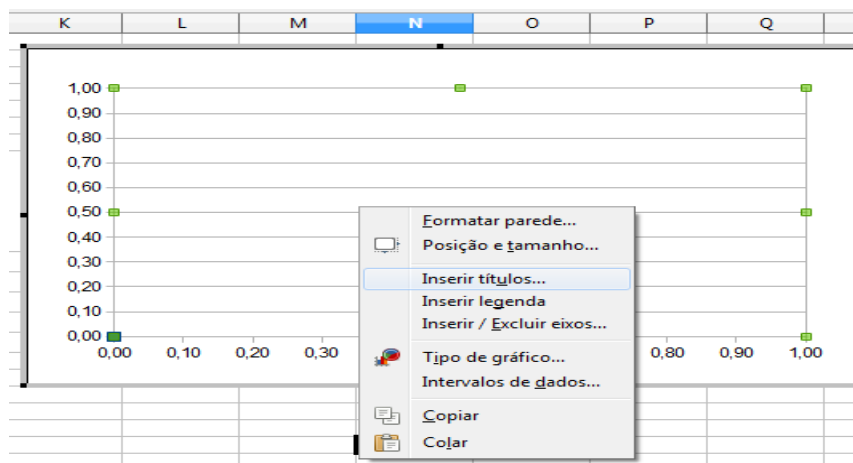 K L M N O P Q
1,00
0,90
0,80
0,70
0,60
0,50
0,40
0,30
0,20
0,10
0,00
0,00 0,10 0,20 0,30 0,80 0,90 1,00
Formatar parede...
Posição e tamanho...
Inserir títulos...
Inserir legenda
Inserir / Excluir eixos...
Tipo de gráfico...
Intervalos de dados...
Copiar
Colar